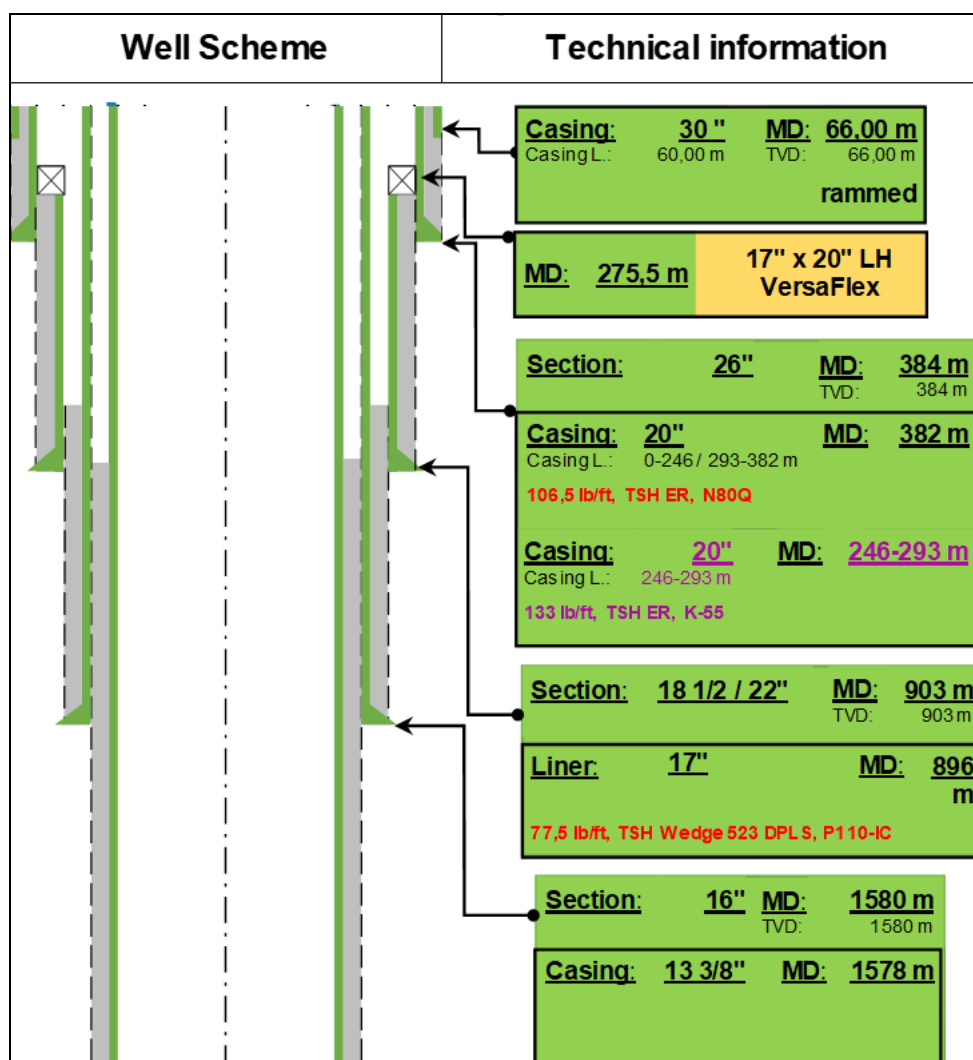 Well Scheme
Technical information
Casing: 30 " MD: 66,00 m
Casing L.: 60,00 m TVD: 66,00 m
rammed
MD: 275,5 m
17" x 20" LH
VersaFlex
Section: 26" MD: 384 m
TVD: 384 m
Casing: 20" MD: 382 m
Casing L.: 0-246 / 293-382 m
106,5 lb/ft, TSH ER, N80Q
Casing: 20" MD: 246-293 m
Casing L.: 246-293 m
133 lb/ft, TSH ER, K-55
Section: 18 1/2 / 22" MD: 903 m
TVD: 903 m
Liner: 17" MD: 896
m
77,5 lb/ft, TSH Wedge 523 DPLS, P110-IC
Section: 16" MD: 1580 m
TVD: 1580 m
Casing: 13 3/8" MD: 1578 m